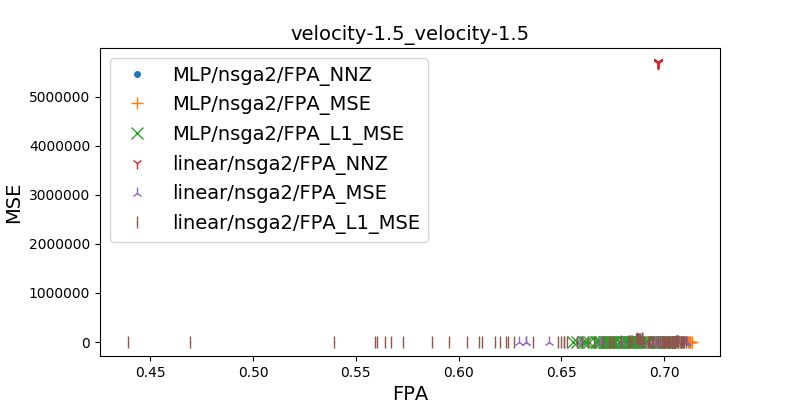 velocity-1.5_velocity-1.5
MLP/nsga2/FPA_NNZ
MLP/nsga2/FPA_MSE
MLP/nsga2/FPA_L1_MSE
linear/nsga2/FPA_NNZ
linear/nsga2/FPA_MSE
linear/nsga2/FPA_L1_MSE
MSE
5000000
4000000
3000000
2000000
1000000
0
0.45 0.50 0.55 0.60 0.65 0.70
FPA